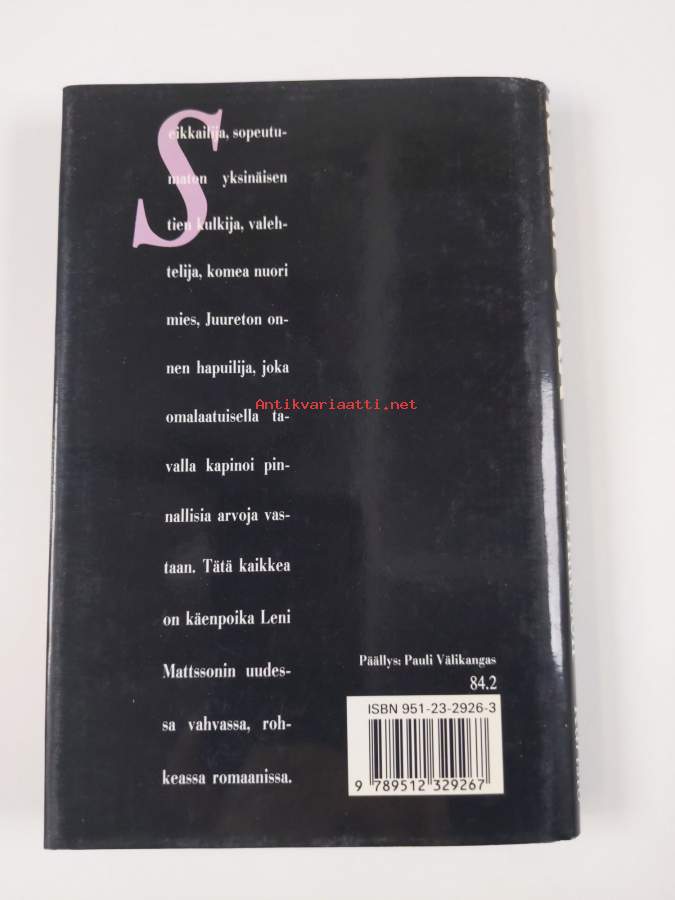 Seikkailija, sopeutu-
maton yksinäisen
tien kulkija, valeh-
telija, komea nuori
mies, Juureton on-
nen hapuilija, joka
omalaatuisella ta-
valla kapinoi pin-
nallisia arvoja vas-
taan. Tätä kaikkea
on käenpoika Leni
Mattssonin uudes-
sa vahvassa, roh-
keassa romaanissa.
Antikvariaatti.net
Päällys: Pauli Välikangas
84.2
ISBN 951-23-2926-3
9 789512 329267